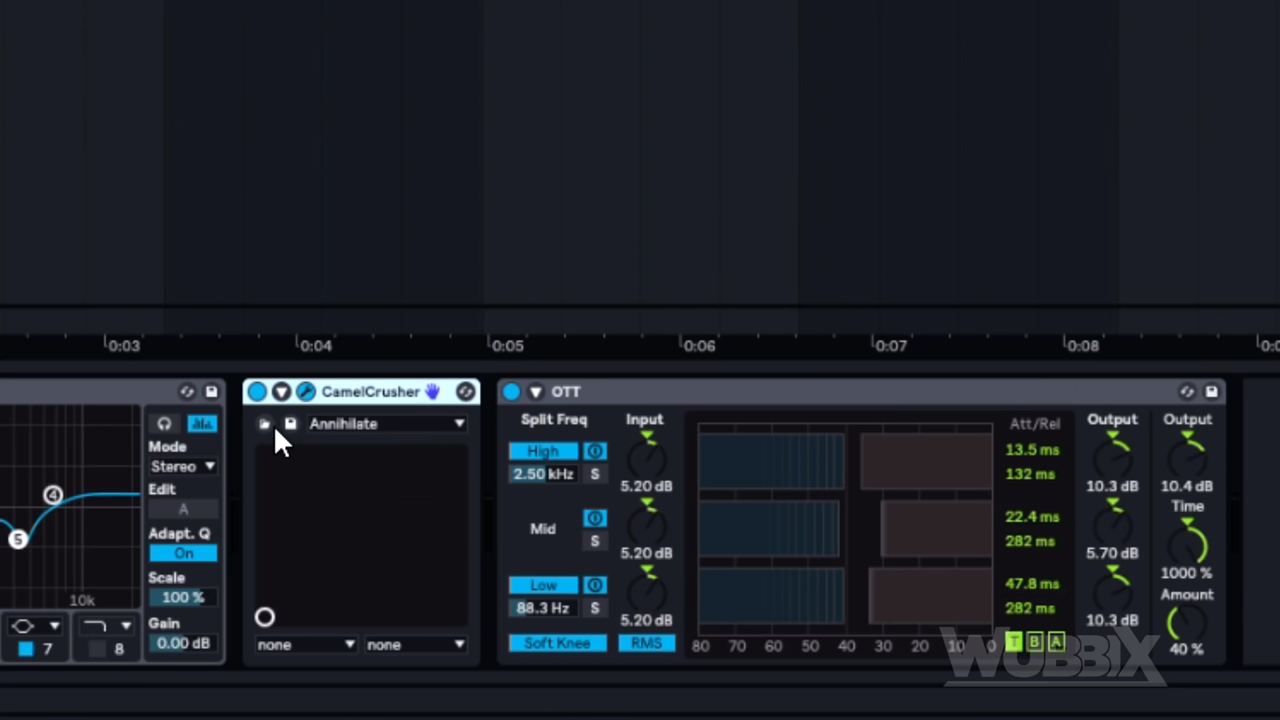 0:03
0:04
0:05
0:06
0:07
0:08
CamelCrusher
OTT
Annihilate
Split Freq
Input
Att/Rel
Output
Output
Mode
Stereo
Edit
A
Adapt. Q
On
Scale
100 %
Gain
0.00 dB
4
5
10k
7
8
none
none
High
2.50 kHz
S
5.20 dB
13.5 ms
132 ms
10.3 dB
10.4 dB
Mid
S
5.20 dB
22.4 ms
282 ms
5.70 dB
Time
1000 %
Low
88.3 Hz
S
5.20 dB
47.8 ms
282 ms
10.3 dB
Amount
40 %
Soft Knee
RMS
80 70 60 50 40 30 20 10 0
T B A
WUBBIX